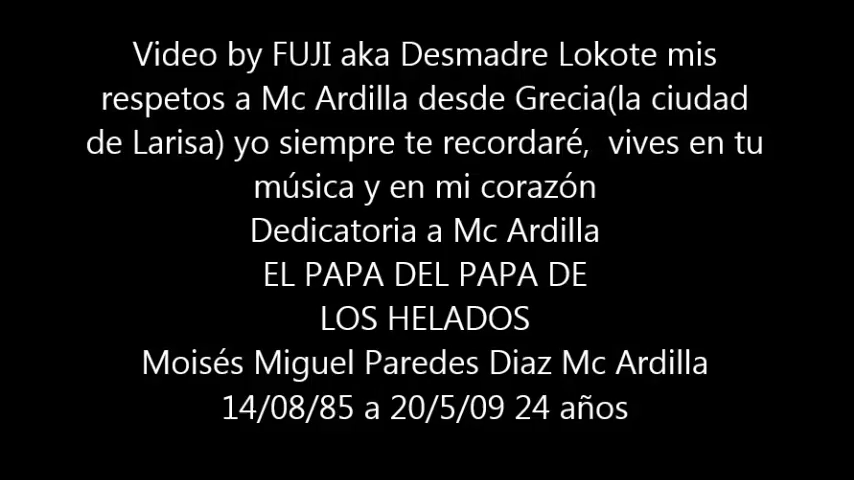 Video by FUJI aka Desmadre Lokote mis
respetos a Mc Ardilla desde Grecia(la ciudad
de Larisa) yo siempre te recordaré,  vives en tu
música y en mi corazón
Dedicatoria a Mc Ardilla
EL PAPA DEL PAPA DE
LOS HELADOS
Moisés Miguel Paredes Diaz Mc Ardilla
14/08/85 a 20/5/09 24 años